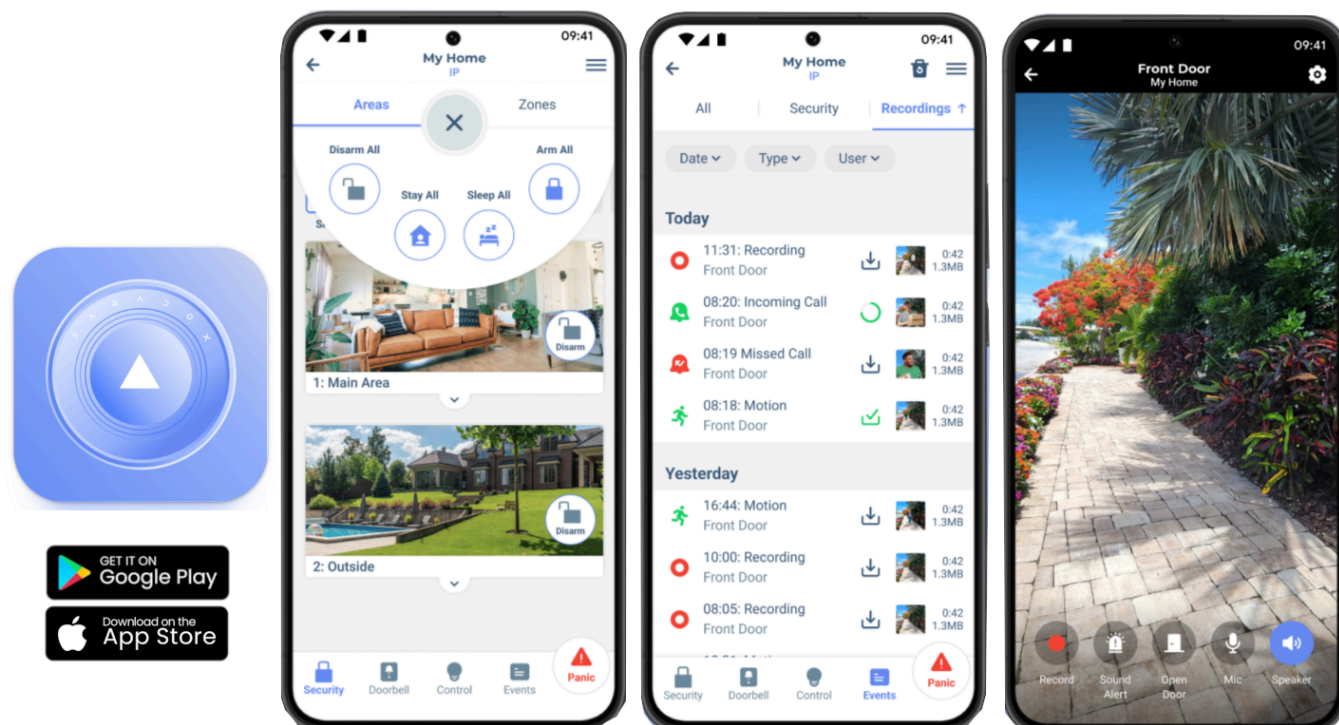 PARADOX
GET IT ON
Google Play
Download on the
App Store
09:41
My Home
IP
Areas
Zones
Disarm All
Arm All
Stay All
Sleep All
Disarm
1: Main Area
Disarm
2: Outside
Security
Doorbell
Control
Events
Panic
09:41
My Home
IP
All
Security
Recordings ↑
Date
Type
User
Today
11:31: Recording
Front Door
0:42
1.3MB
08:20: Incoming Call
Front Door
0:42
1.3MB
08:19 Missed Call
Front Door
0:42
1.3MB
08:18: Motion
Front Door
0:42
1.3MB
Yesterday
16:44: Motion
Front Door
0:42
1.3MB
10:00: Recording
Front Door
0:42
1.3MB
08:05: Recording
Front Door
0:42
1.3MB
Security
Doorbell
Control
Events
Panic
09:41
Front Door
My Home
Record
Sound
Alert
Open
Door
Mic
Speaker